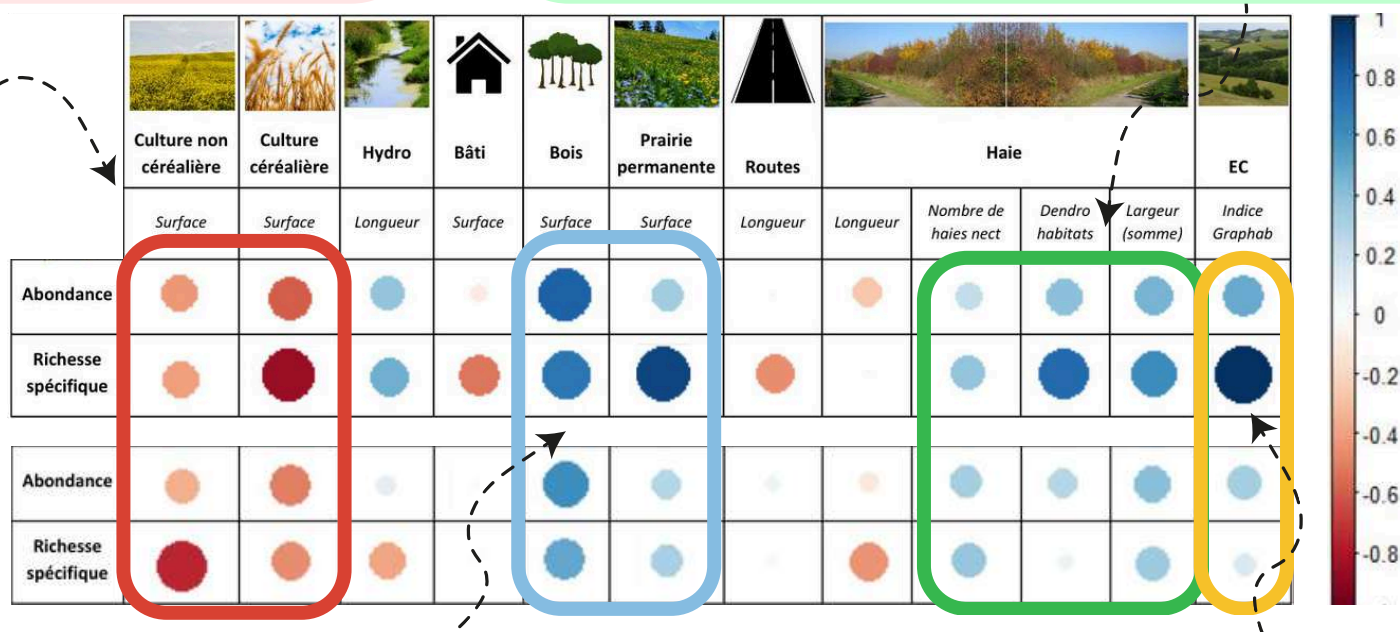 Culture non
céréalière
Culture
céréalière
Hydro
Bâti
Bois
Prairie
permanente
Routes
Haie
EC
Surface
Surface
Longueur
Surface
Surface
Surface
Longueur
Longueur
Nombre de
haies nect
Dendro
habitats
Largeur
(somme)
Indice
Graphab
Abondance
Richesse
spécifique
Abondance
Richesse
spécifique
1
0.8
0.6
0.4
0.2
0
-0.2
-0.4
-0.6
-0.8